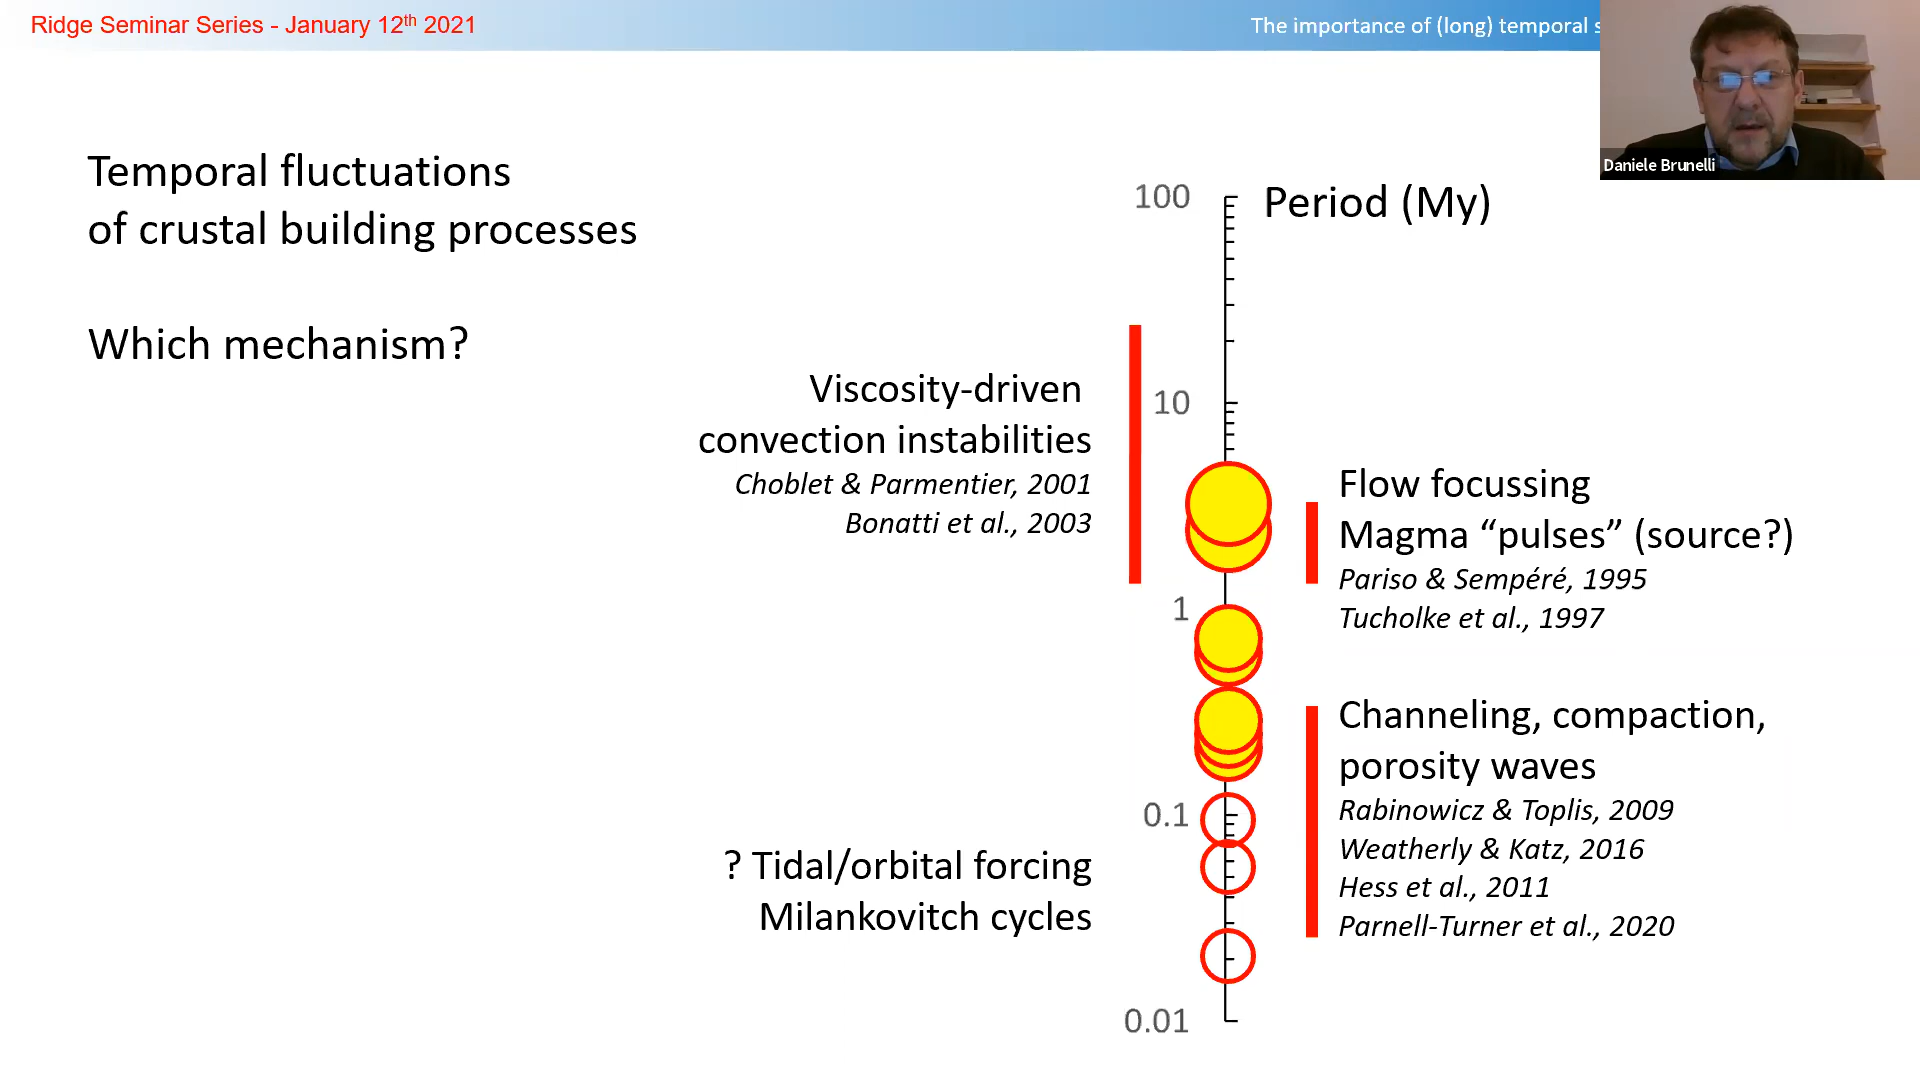 Ridge Seminar Series - January 12th 2021
The importance of (long) temporal
Daniele Brunelli
Temporal fluctuations
of crustal building processes
Which mechanism?
Period (My)
100
10
1
0.1
0.01
Viscosity-driven
convection instabilities
Choblet & Parmentier, 2001
Bonatti et al., 2003
Flow focussing
Magma “pulses” (source?)
Pariso & Sempéré, 1995
Tucholke et al., 1997
Channeling, compaction,
porosity waves
Rabinowicz & Toplis, 2009
Weatherly & Katz, 2016
Hess et al., 2011
Parnell-Turner et al., 2020
? Tidal/orbital forcing
Milankovitch cycles